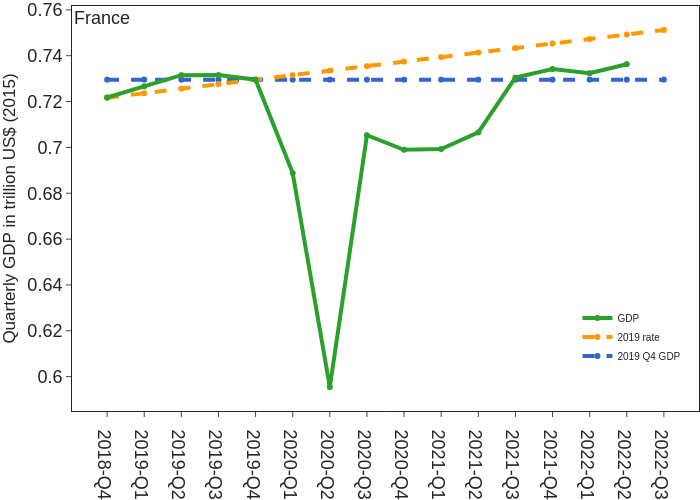 France
Quarterly GDP in trillion US$ (2015)
0.76
0.74
0.72
0.7
0.68
0.66
0.64
0.62
0.6
GDP
2019 rate
2019 Q4 GDP
2018-Q4
2019-Q1
2019-Q2
2019-Q3
2019-Q4
2020-Q1
2020-Q2
2020-Q3
2020-Q4
2021-Q1
2021-Q2
2021-Q3
2021-Q4
2022-Q1
2022-Q2
2022-Q3